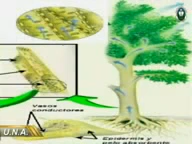 Vasos
conductores
U.N.A.
Epidermis y
pelo absorbente